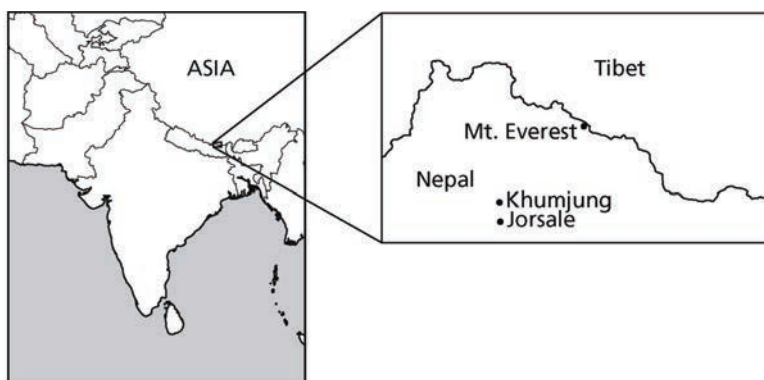 ASIA
Tibet
Mt. Everest
Nepal
Khumjung
Jorsale